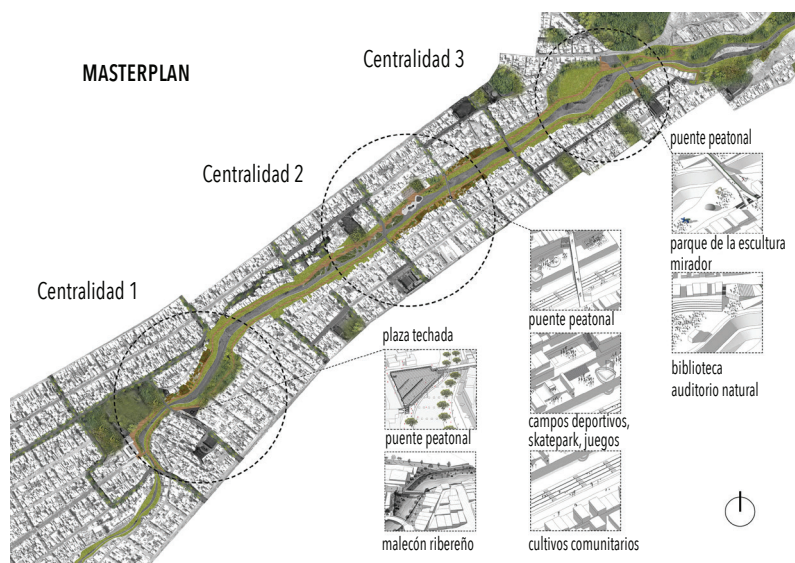 MASTERPLAN
Centralidad 3
Centralidad 2
Centralidad 1
puente peatonal
parque de la escultura
mirador
biblioteca
auditorio natural
puente peatonal
campos deportivos,
skatepark, juegos
cultivos comunitarios
plaza techada
puente peatonal
malecón ribereño